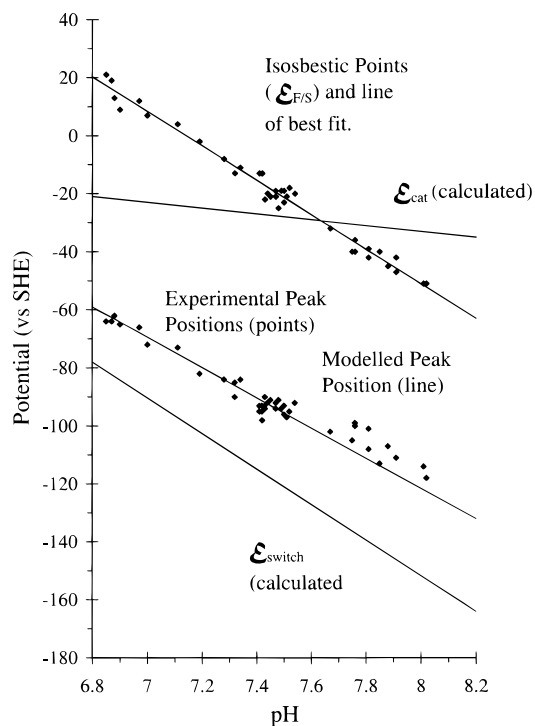 40
20
0
-20
-40
-60
-80
-100
-120
-140
-160
-180
Potential (vs SHE)
Isosbestic Points
(ℰF/S) and line
of best fit.
ℰcat (calculated)
Experimental Peak
Positions (points)
Modelled Peak
Position (line)
ℰswitch
(calculated
6.8 7 7.2 7.4 7.6 7.8 8 8.2
pH